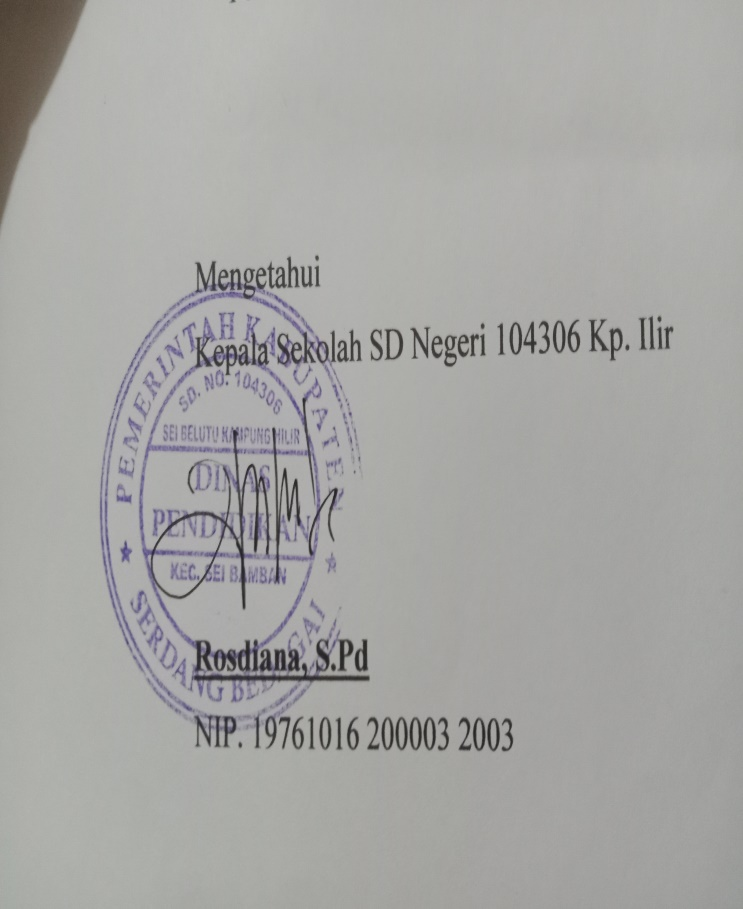 Mengetahui
Kepala Sekolah SD Negeri 104306 Kp. Ilir
PEMERINTAH KABUPATEN
SD. NO. 104306
SEI BELUTU KAMPUNG HILIR
DINAS
PENDIDIKAN
KEC. SEI BAMBAN
SERDANG BEDAGAI
Rosdiana, S.Pd
NIP. 19761016 200003 2003